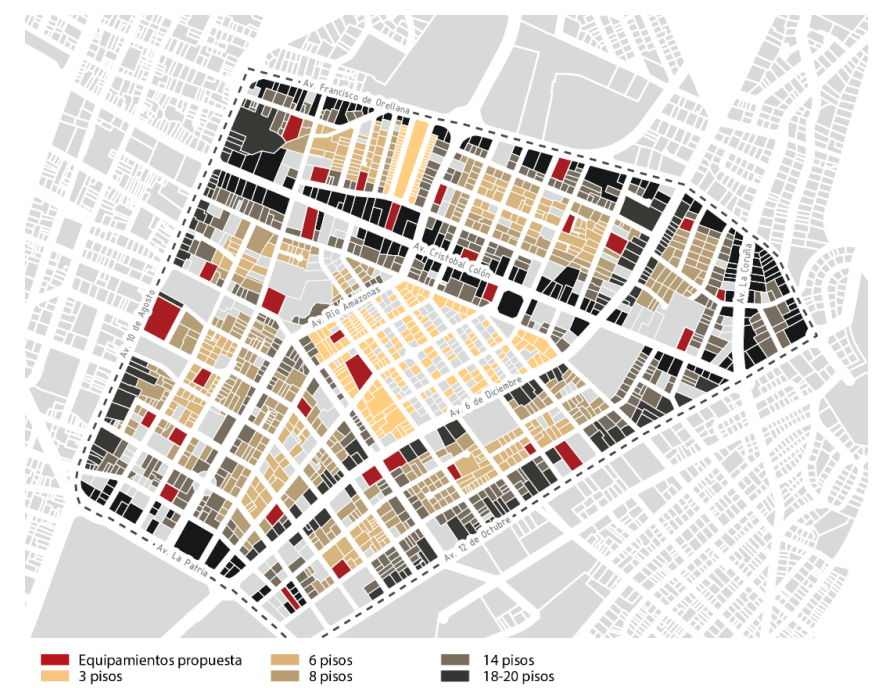 Av. Francisco de Orellana
Av. Cristobal Colón
Av. La Coruña
Av. Río Amazonas
Av. 10 de Agosto
Av. 6 de Diciembre
Av. 12 de Octubre
Av. La Patria
Equipamientos propuesta
3 pisos
6 pisos
8 pisos
14 pisos
18-20 pisos